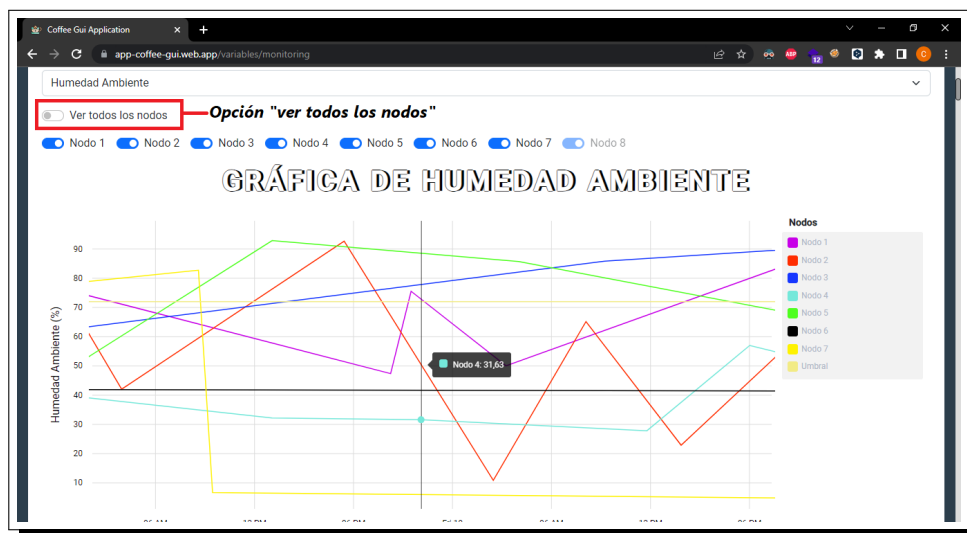 Coffee Gui Application
app-coffee-gui.web.app/variables/monitoring
ABP
12
C
Humedad Ambiente
Ver todos los nodos
Opción "ver todos los nodos"
Nodo 1 Nodo 2 Nodo 3 Nodo 4 Nodo 5 Nodo 6 Nodo 7 Nodo 8
GRÁFICA DE HUMEDAD AMBIENTE
Nodos
Nodo 1
Nodo 2
Nodo 3
Nodo 4
Nodo 5
Nodo 6
Nodo 7
Umbral
Humedad Ambiente (%)
90
80
70
60
50
40
30
20
10
Nodo 4: 31,63